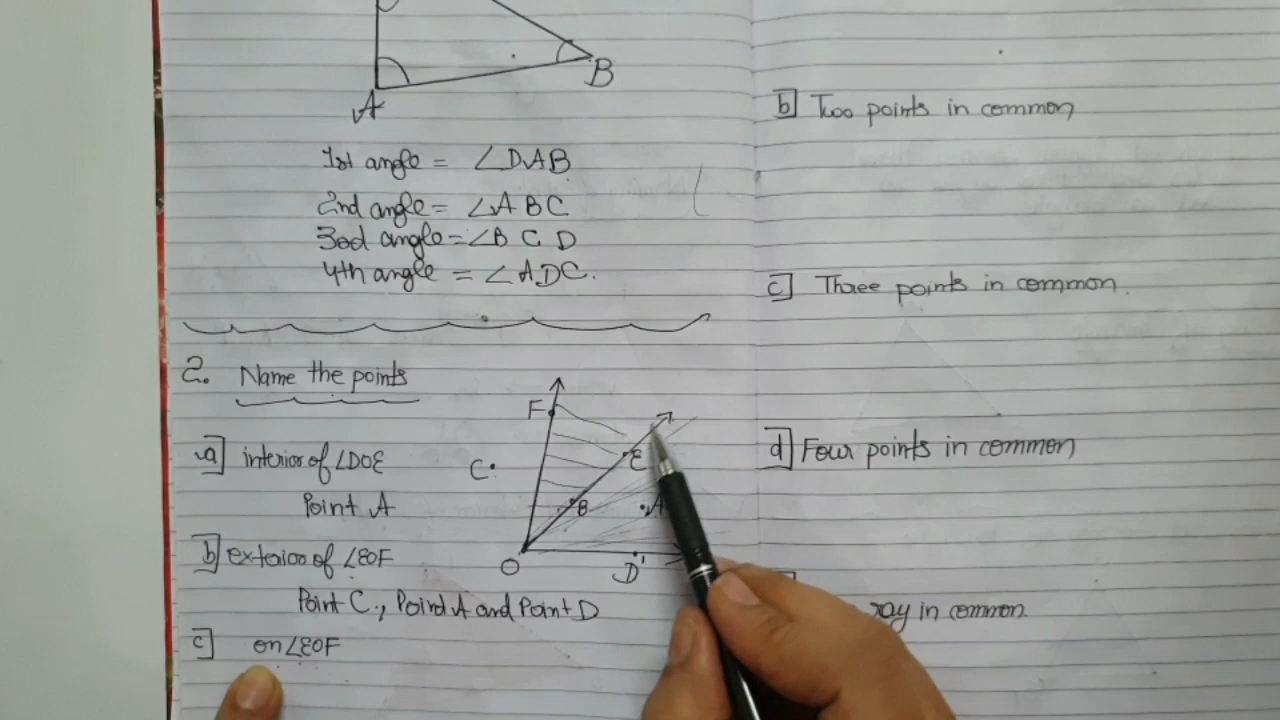 A
B
1st angle = ∠DAB
2nd angle = ∠ABC
3rd angle = ∠BCD
4th angle = ∠ADC.
2. Name the points
a] interior of ∠DOE
Point A
b] exterior of ∠EOF
Point C, Point A and Point D
c] on ∠EOF
F
E
C
B
A
O
D
b] Two points in common
c] Three points in common.
d] Four points in common
ray in common.